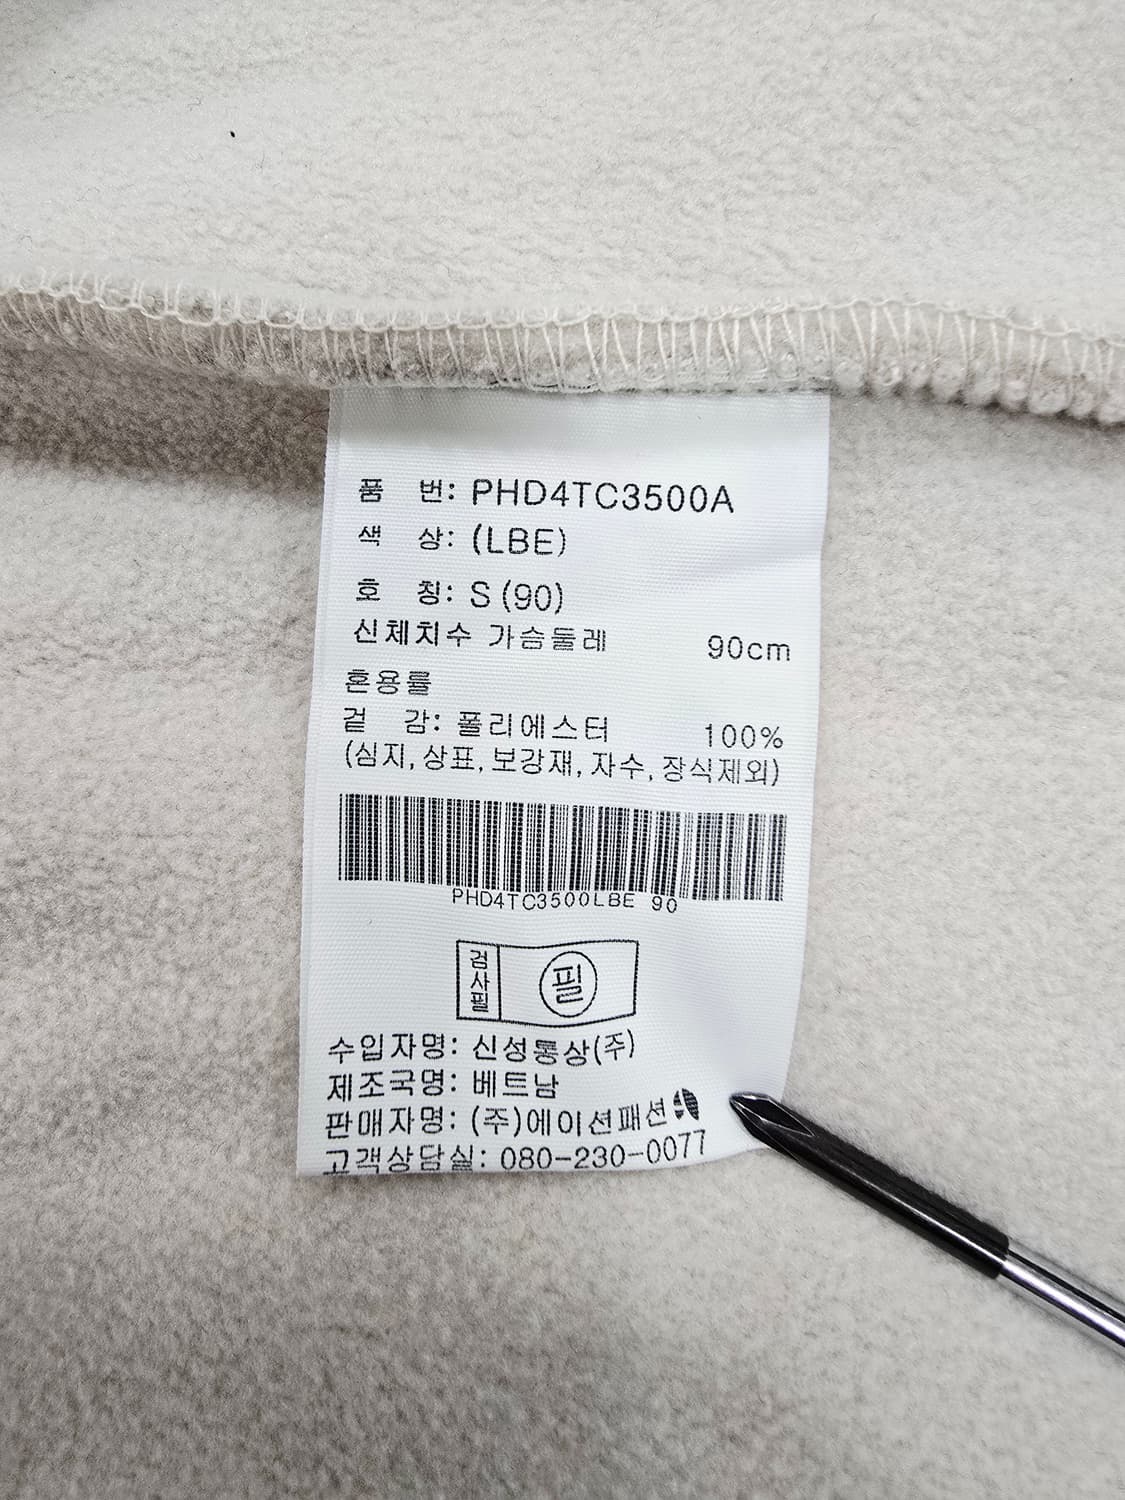 품 번: PHD4TC3500A
색 상: (LBE)
호 칭: S (90)
신체치수 가슴둘레 90cm
혼용률
겉 감: 폴리에스터 100%
(심지, 상표, 보강재, 자수, 장식제외)
PHD4TC3500LBE 90
검사필 필
수입자명: 신성통상(주)
제조국명: 베트남
판매자명: (주)에이션패션
고객상담실: 080-230-0077